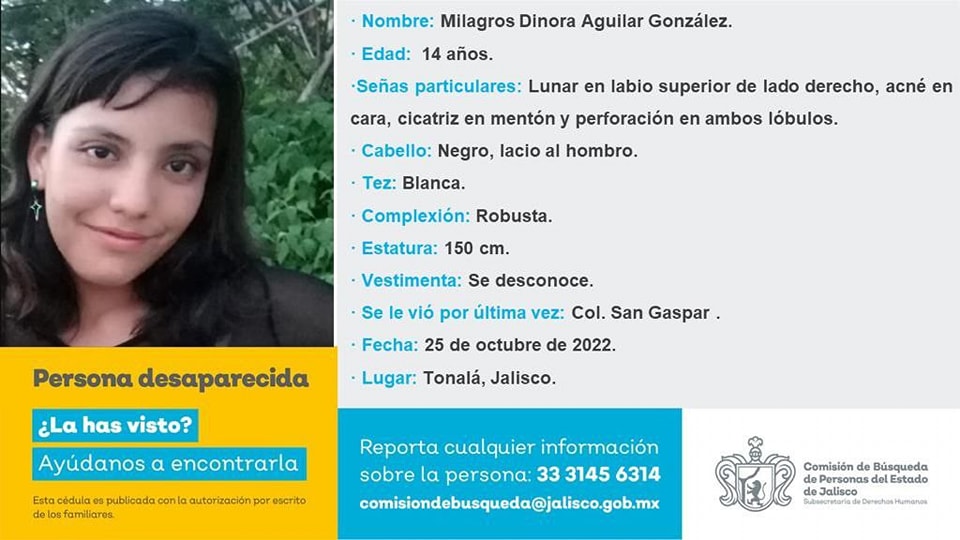 · Nombre: Milagros Dinora Aguilar González.
· Edad: 14 años.
·Señas particulares: Lunar en labio superior de lado derecho, acné en
cara, cicatriz en mentón y perforación en ambos lóbulos.
· Cabello: Negro, lacio al hombro.
· Tez: Blanca.
· Complexión: Robusta.
· Estatura: 150 cm.
· Vestimenta: Se desconoce.
· Se le vió por última vez: Col. San Gaspar .
· Fecha: 25 de octubre de 2022.
· Lugar: Tonalá, Jalisco.
Persona desaparecida
¿La has visto?
Ayúdanos a encontrarla
Esta cédula es publicada con la autorización por escrito
de los familiares.
Reporta cualquier información
sobre la persona: 33 3145 6314
comisiondebusqueda@jalisco.gob.mx
Comisión de Búsqueda
de Personas del Estado
de Jalisco
Subsecretaría de Derechos Humanos